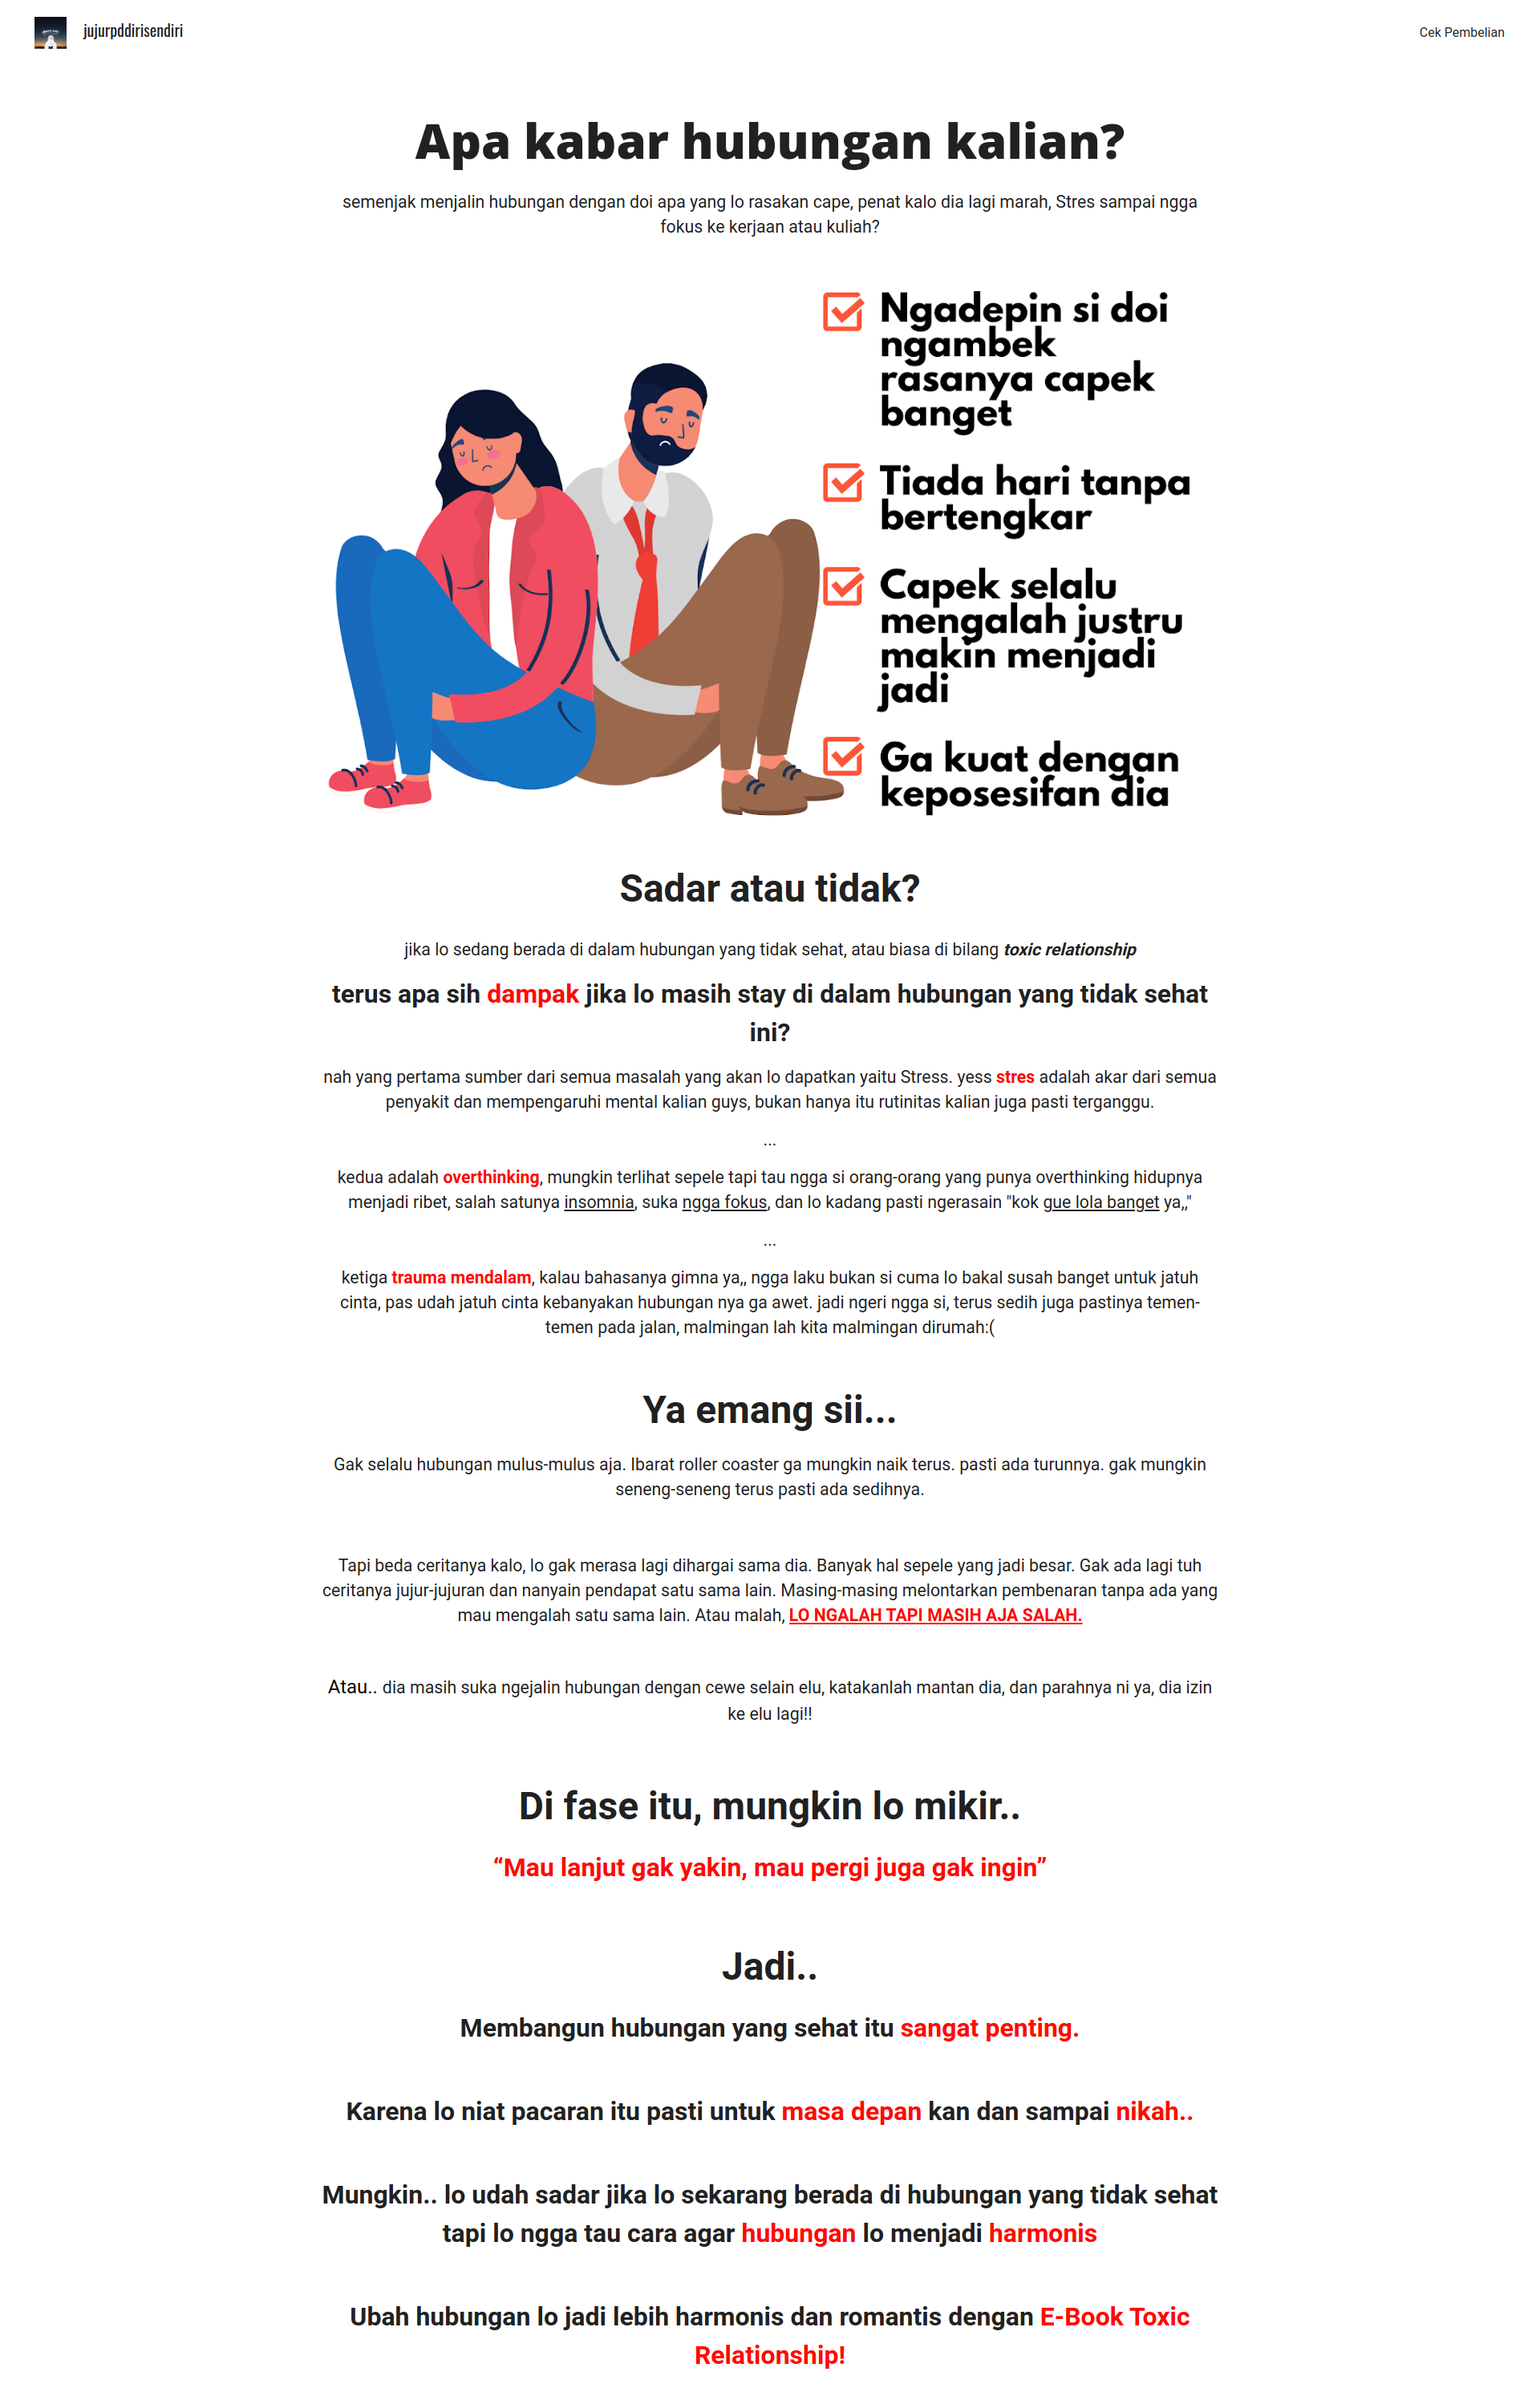 jujurpddirisendiri
Cek Pembelian
Apa kabar hubungan kalian?
semenjak menjalin hubungan dengan doi apa yang lo rasakan cape, penat kalo dia lagi marah, Stres sampai ngga
fokus ke kerjaan atau kuliah?
Ngadepin si doi
ngambek
rasanya capek
banget
Tiada hari tanpa
bertengkar
Capek selalu
mengalah justru
makin menjadi
jadi
Ga kuat dengan
keposesifan dia
Sadar atau tidak?
jika lo sedang berada di dalam hubungan yang tidak sehat, atau biasa di bilang toxic relationship
terus apa sih dampak jika lo masih stay di dalam hubungan yang tidak sehat
ini?
nah yang pertama sumber dari semua masalah yang akan lo dapatkan yaitu Stress. yess stres adalah akar dari semua
penyakit dan mempengaruhi mental kalian guys, bukan hanya itu rutinitas kalian juga pasti terganggu.
...
kedua adalah overthinking, mungkin terlihat sepele tapi tau ngga si orang-orang yang punya overthinking hidupnya
menjadi ribet, salah satunya insomnia, suka ngga fokus, dan lo kadang pasti ngerasain "kok gue lola banget ya,,"
...
ketiga trauma mendalam, kalau bahasanya gimna ya,, ngga laku bukan si cuma lo bakal susah banget untuk jatuh
cinta, pas udah jatuh cinta kebanyakan hubungan nya ga awet. jadi ngeri ngga si, terus sedih juga pastinya temen-
temen pada jalan, malmingan lah kita malmingan dirumah:(
Ya emang sii...
Gak selalu hubungan mulus-mulus aja. Ibarat roller coaster ga mungkin naik terus. pasti ada turunnya. gak mungkin
seneng-seneng terus pasti ada sedihnya.
Tapi beda ceritanya kalo, lo gak merasa lagi dihargai sama dia. Banyak hal sepele yang jadi besar. Gak ada lagi tuh
ceritanya jujur-jujuran dan nanyain pendapat satu sama lain. Masing-masing melontarkan pembenaran tanpa ada yang
mau mengalah satu sama lain. Atau malah, LO NGALAH TAPI MASIH AJA SALAH.
Atau.. dia masih suka ngejalin hubungan dengan cewe selain elu, katakanlah mantan dia, dan parahnya ni ya, dia izin
ke elu lagi!!
Di fase itu, mungkin lo mikir..
“Mau lanjut gak yakin, mau pergi juga gak ingin”
Jadi..
Membangun hubungan yang sehat itu sangat penting.
Karena lo niat pacaran itu pasti untuk masa depan kan dan sampai nikah..
Mungkin.. lo udah sadar jika lo sekarang berada di hubungan yang tidak sehat
tapi lo ngga tau cara agar hubungan lo menjadi harmonis
Ubah hubungan lo jadi lebih harmonis dan romantis dengan E-Book Toxic
Relationship!